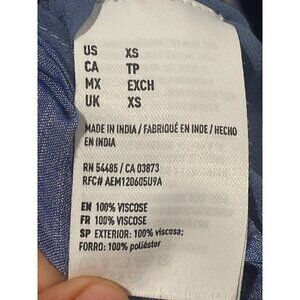 US XS
CA TP
MX EXCH
UK XS
MADE IN INDIA / FABRIQUÉ EN INDE / HECHO
EN INDIA
RN 54485 / CA 03873
RFC# AEM120605U9A
EN 100% VISCOSE
FR 100% VISCOSE
SP EXTERIOR: 100% viscosa;
FORRO: 100% poliéster